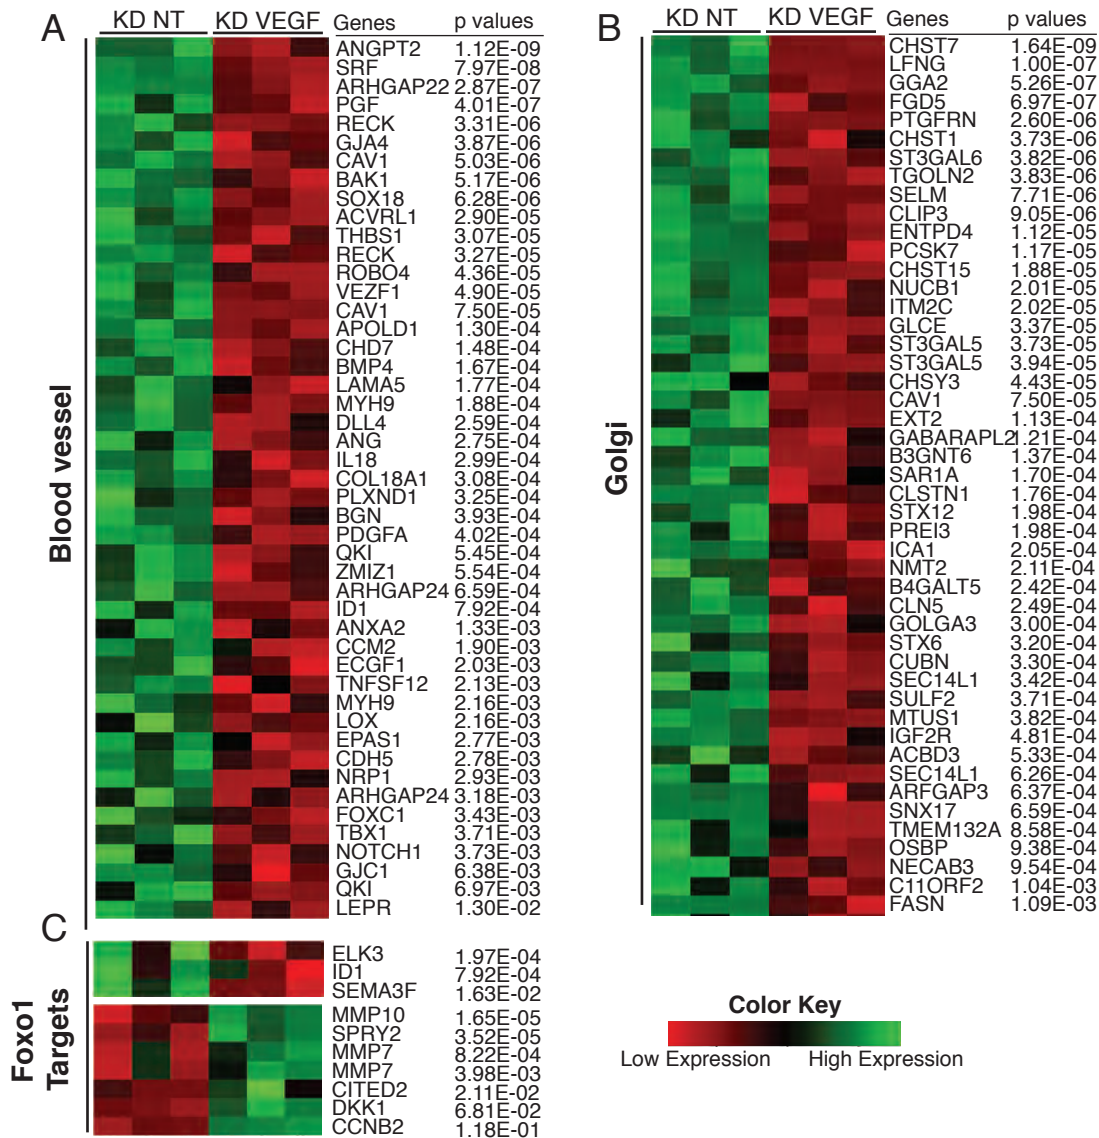 A
KD NT KD VEGF Genes p values
Blood vessel
ANGPT2 1.12E-09
SRF 7.97E-08
ARHGAP22 2.87E-07
PGF 4.01E-07
RECK 3.31E-06
GJA4 3.87E-06
CAV1 5.03E-06
BAK1 5.17E-06
SOX18 6.28E-06
ACVRL1 2.90E-05
THBS1 3.07E-05
RECK 3.27E-05
ROBO4 4.36E-05
VEZF1 4.90E-05
CAV1 7.50E-05
APOLD1 1.30E-04
CHD7 1.48E-04
BMP4 1.67E-04
LAMA5 1.77E-04
MYH9 1.88E-04
DLL4 2.59E-04
ANG 2.75E-04
IL18 2.99E-04
COL18A1 3.08E-04
PLXND1 3.25E-04
BGN 3.93E-04
PDGFA 4.02E-04
QKI 5.45E-04
ZMIZ1 5.54E-04
ARHGAP24 6.59E-04
ID1 7.92E-04
ANXA2 1.33E-03
CCM2 1.90E-03
ECGF1 2.03E-03
TNFSF12 2.13E-03
MYH9 2.16E-03
LOX 2.16E-03
EPAS1 2.77E-03
CDH5 2.78E-03
NRP1 2.93E-03
ARHGAP24 3.18E-03
FOXC1 3.43E-03
TBX1 3.71E-03
NOTCH1 3.73E-03
GJC1 6.38E-03
QKI 6.97E-03
LEPR 1.30E-02
B
KD NT KD VEGF Genes p values
Golgi
CHST7 1.64E-09
LFNG 1.00E-07
GGA2 5.26E-07
FGD5 6.97E-07
PTGFRN 2.60E-06
CHST1 3.73E-06
ST3GAL6 3.82E-06
TGOLN2 3.83E-06
SELM 7.71E-06
CLIP3 9.05E-06
ENTPD4 1.12E-05
PCSK7 1.17E-05
CHST15 1.88E-05
NUCB1 2.01E-05
ITM2C 2.02E-05
GLCE 3.37E-05
ST3GAL5 3.73E-05
ST3GAL5 3.94E-05
CHSY3 4.43E-05
CAV1 7.50E-05
EXT2 1.13E-04
GABARAPL2 1.21E-04
B3GNT6 1.37E-04
SAR1A 1.70E-04
CLSTN1 1.76E-04
STX12 1.98E-04
PREI3 1.98E-04
ICA1 2.05E-04
NMT2 2.11E-04
B4GALT5 2.42E-04
CLN5 2.49E-04
GOLGA3 3.00E-04
STX6 3.20E-04
CUBN 3.30E-04
SEC14L1 3.42E-04
SULF2 3.71E-04
MTUS1 3.82E-04
IGF2R 4.81E-04
ACBD3 5.33E-04
SEC14L1 6.26E-04
ARFGAP3 6.37E-04
SNX17 6.59E-04
TMEM132A 8.58E-04
OSBP 9.38E-04
NECAB3 9.54E-04
C11ORF2 1.04E-03
FASN 1.09E-03
C
Foxo1
Targets
ELK3 1.97E-04
ID1 7.92E-04
SEMA3F 1.63E-02
MMP10 1.65E-05
SPRY2 3.52E-05
MMP7 8.22E-04
MMP7 3.98E-03
CITED2 2.11E-02
DKK1 6.81E-02
CCNB2 1.18E-01
Color Key
Low Expression High Expression